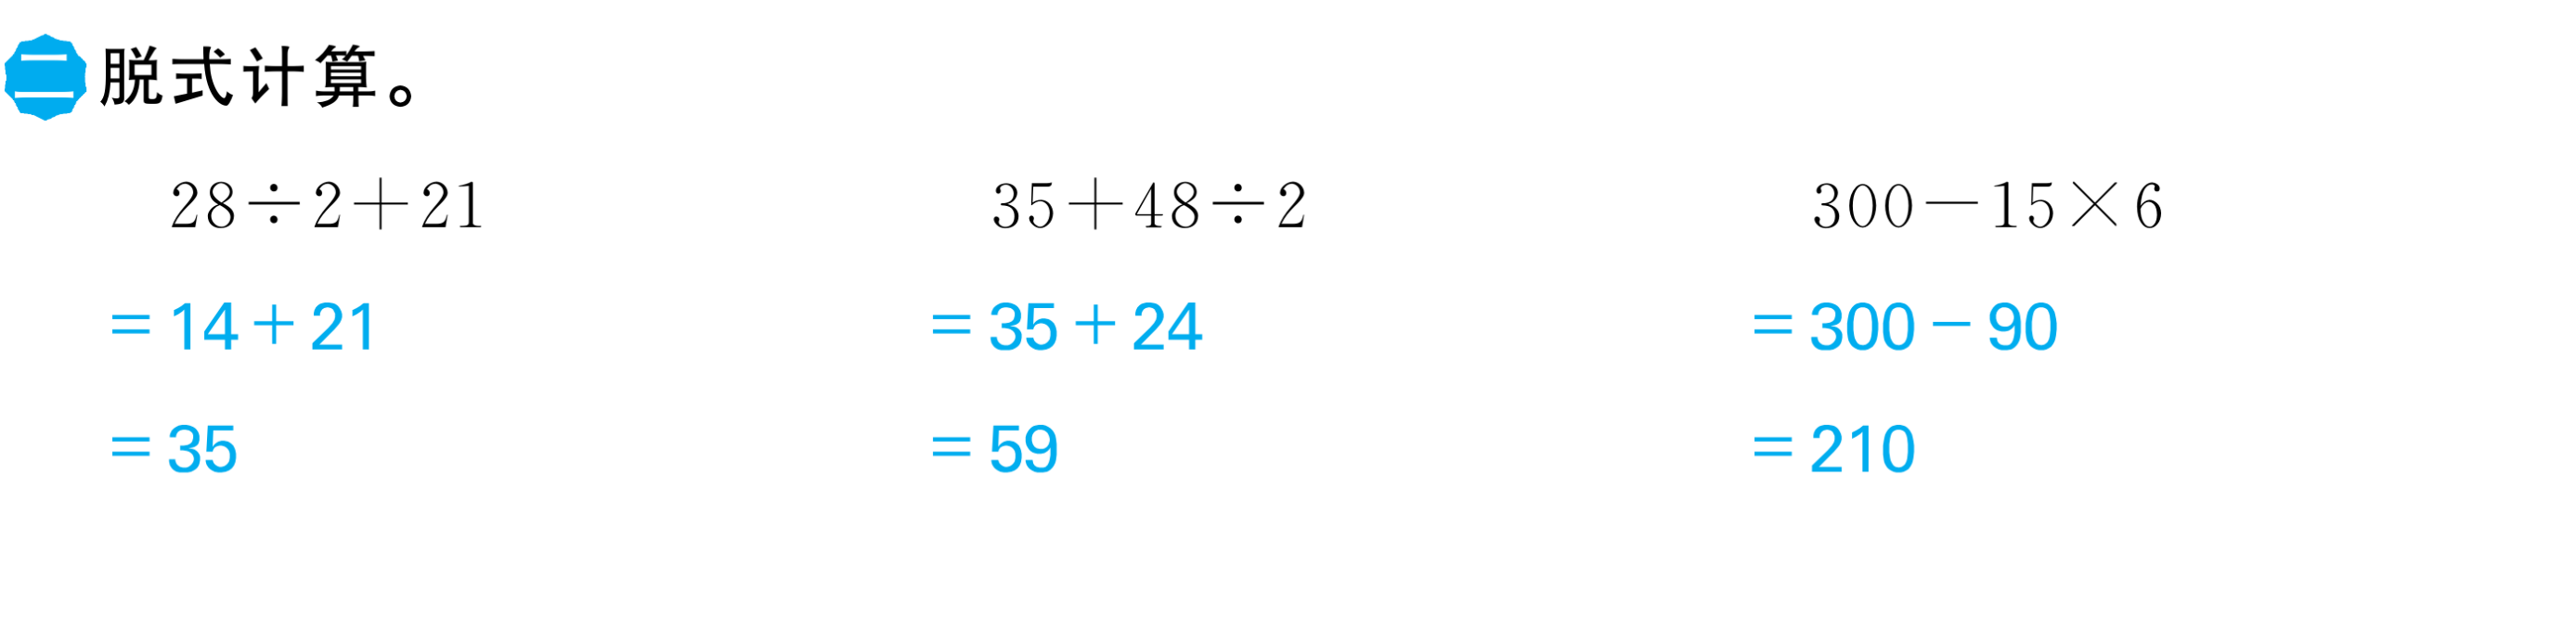 二 脱式计算。
28÷2+21 35+48÷2 300-15×6
=14+21 =35+24 =300-90
=35 =59 =210